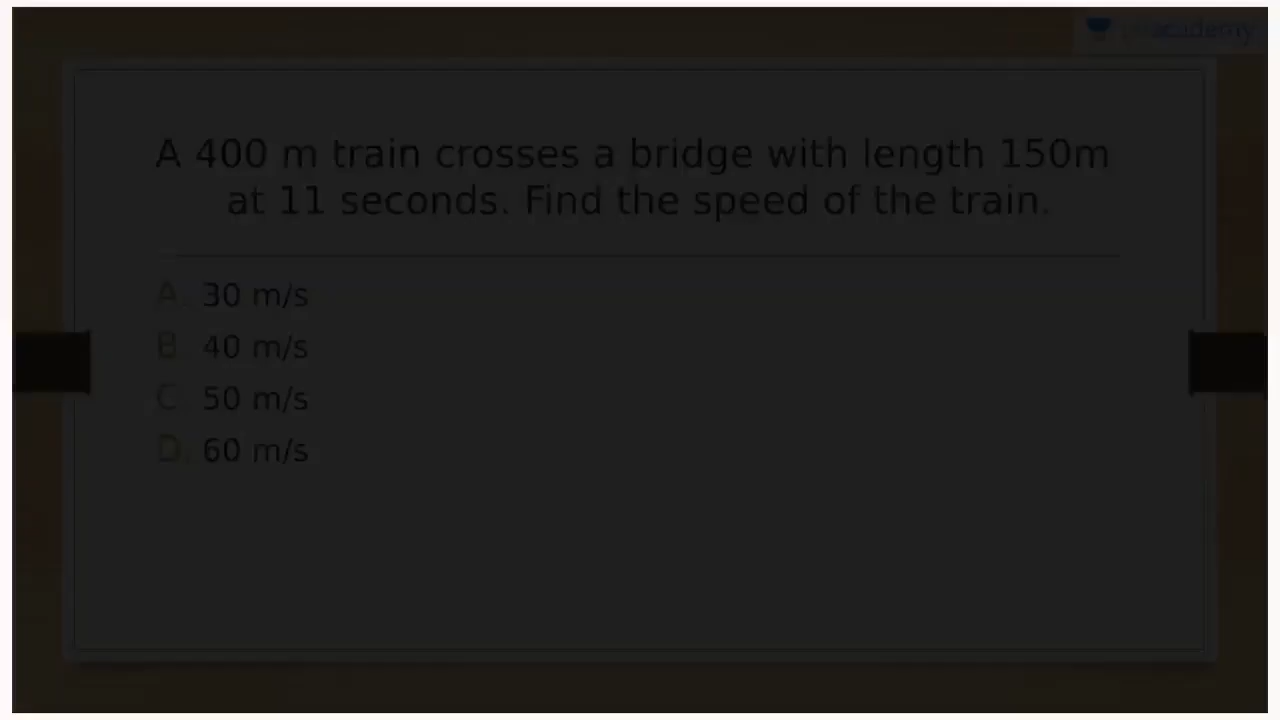 academy
A 400 m train crosses a bridge with length 150m
at 11 seconds. Find the speed of the train.
A. 30 m/s
B. 40 m/s
C. 50 m/s
D. 60 m/s